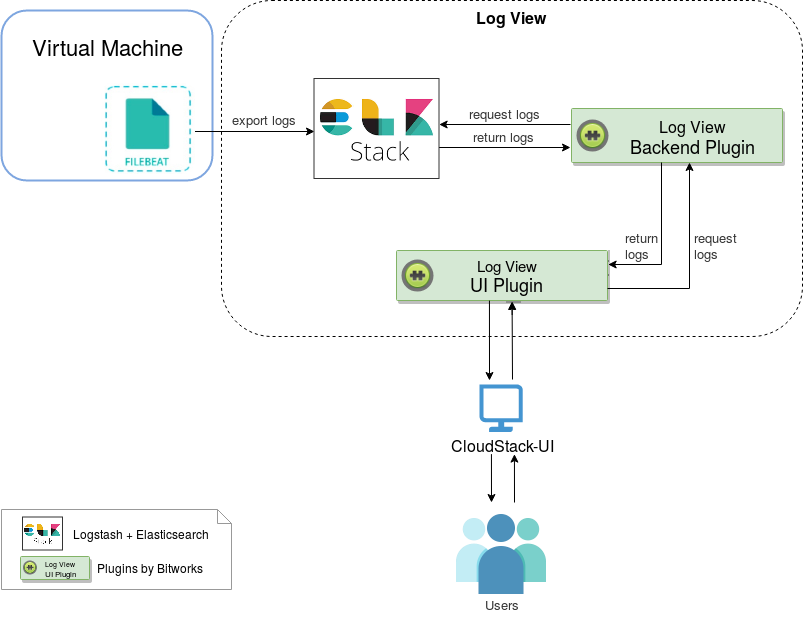 Log View
Virtual Machine
FILEBEAT
export logs
Stack
request logs
return logs
Log View
Backend Plugin
return
logs
request
logs
Log View
UI Plugin
CloudStack-UI
Users
Stack
Logstash + Elasticsearch
Log View
UI Plugin
Plugins by Bitworks